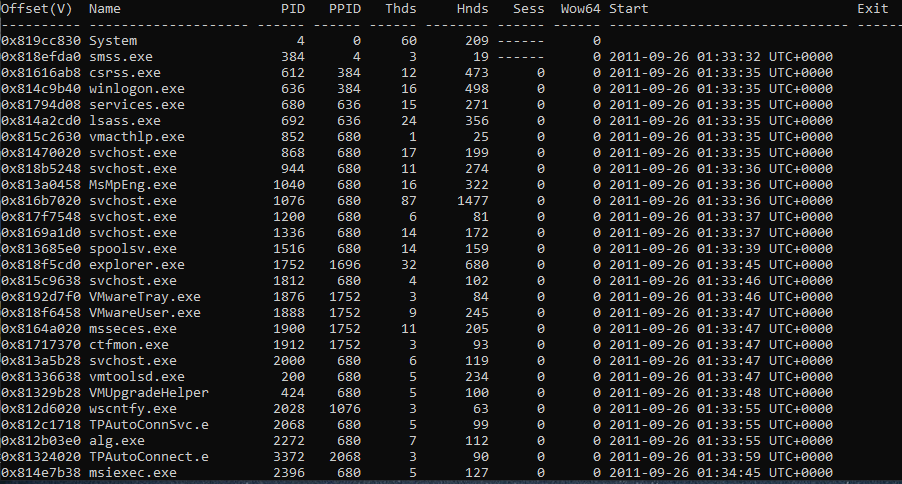 Offset(V) Name PID PPID Thds Hnds Sess Wow64 Start Exit
---------- -------------------- ------ ------ ------ -------- ------ ------ ------------------------------ ----
0x819cc830 System 4 0 60 209 ------ 0
0x818efda0 smss.exe 384 4 3 19 ------ 0 2011-09-26 01:33:32 UTC+0000
0x81616ab8 csrss.exe 612 384 12 473 0 0 2011-09-26 01:33:35 UTC+0000
0x814c9b40 winlogon.exe 636 384 16 498 0 0 2011-09-26 01:33:35 UTC+0000
0x81794d08 services.exe 680 636 15 271 0 0 2011-09-26 01:33:35 UTC+0000
0x814a2cd0 lsass.exe 692 636 24 356 0 0 2011-09-26 01:33:35 UTC+0000
0x815c2630 vmacthlp.exe 852 680 1 25 0 0 2011-09-26 01:33:35 UTC+0000
0x81470020 svchost.exe 868 680 17 199 0 0 2011-09-26 01:33:35 UTC+0000
0x818b5248 svchost.exe 944 680 11 274 0 0 2011-09-26 01:33:36 UTC+0000
0x813a0458 MsMpEng.exe 1040 680 16 322 0 0 2011-09-26 01:33:36 UTC+0000
0x816b7020 svchost.exe 1076 680 87 1477 0 0 2011-09-26 01:33:36 UTC+0000
0x817f7548 svchost.exe 1200 680 6 81 0 0 2011-09-26 01:33:37 UTC+0000
0x8169a1d0 svchost.exe 1336 680 14 172 0 0 2011-09-26 01:33:37 UTC+0000
0x813685e0 spoolsv.exe 1516 680 14 159 0 0 2011-09-26 01:33:39 UTC+0000
0x818f5cd0 explorer.exe 1752 1696 32 680 0 0 2011-09-26 01:33:45 UTC+0000
0x815c9638 svchost.exe 1812 680 4 102 0 0 2011-09-26 01:33:46 UTC+0000
0x8192d7f0 VMwareTray.exe 1876 1752 3 84 0 0 2011-09-26 01:33:46 UTC+0000
0x818f6458 VMwareUser.exe 1888 1752 9 245 0 0 2011-09-26 01:33:47 UTC+0000
0x8164a020 msseces.exe 1900 1752 11 205 0 0 2011-09-26 01:33:47 UTC+0000
0x81717370 ctfmon.exe 1912 1752 3 93 0 0 2011-09-26 01:33:47 UTC+0000
0x813a5b28 svchost.exe 2000 680 6 119 0 0 2011-09-26 01:33:47 UTC+0000
0x81336638 vmtoolsd.exe 200 680 5 234 0 0 2011-09-26 01:33:47 UTC+0000
0x81329b28 VMUpgradeHelper 424 680 5 100 0 0 2011-09-26 01:33:48 UTC+0000
0x812d6020 wscntfy.exe 2028 1076 3 63 0 0 2011-09-26 01:33:55 UTC+0000
0x812c1718 TPAutoConnSvc.e 2068 680 5 99 0 0 2011-09-26 01:33:55 UTC+0000
0x812b03e0 alg.exe 2272 680 7 112 0 0 2011-09-26 01:33:55 UTC+0000
0x81324020 TPAutoConnect.e 3372 2068 3 90 0 0 2011-09-26 01:33:59 UTC+0000
0x814e7b38 msiexec.exe 2396 680 5 127 0 0 2011-09-26 01:34:45 UTC+0000